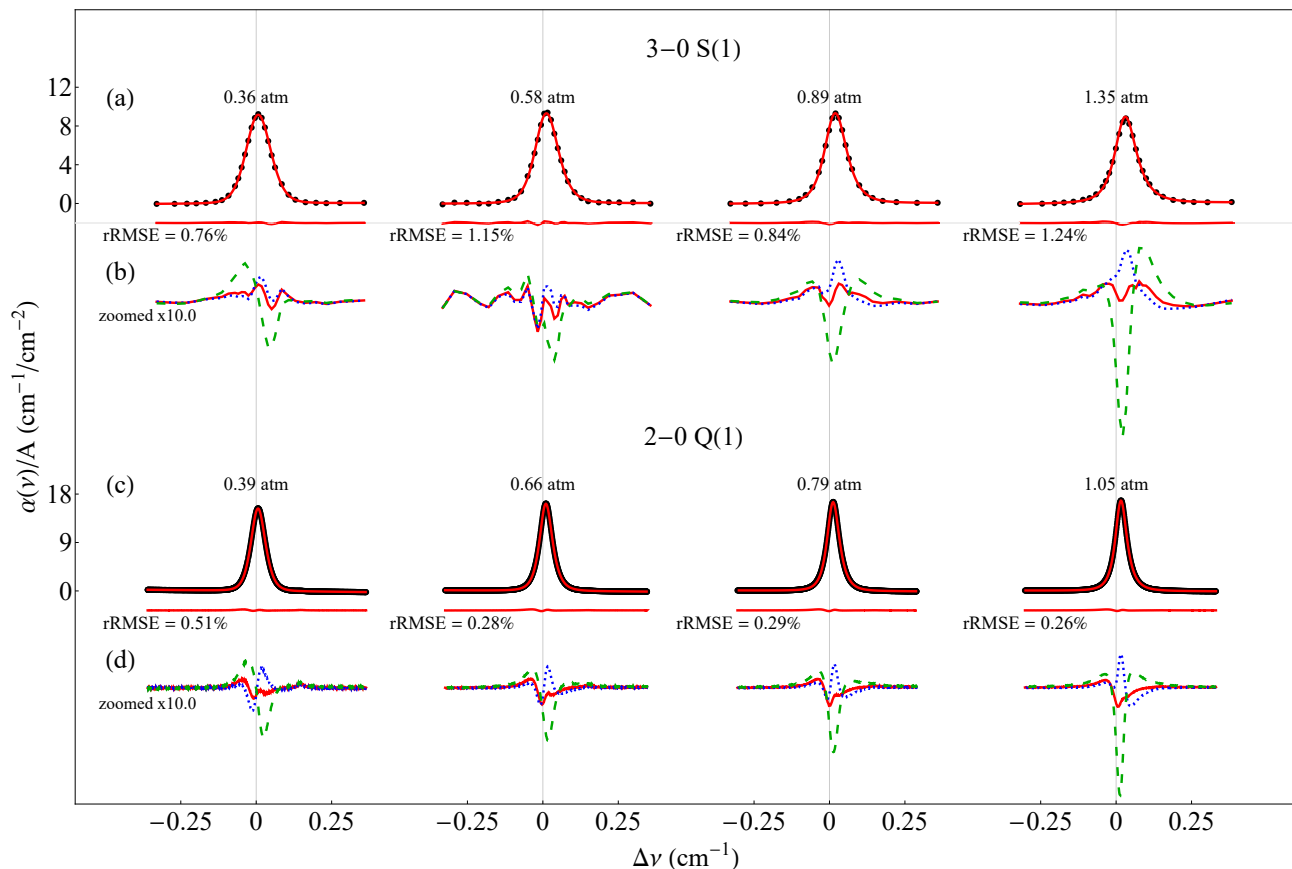 3−0 S(1)
(a)
0.36 atm
0.58 atm
0.89 atm
1.35 atm
12
8
4
0
rRMSE = 0.76%
rRMSE = 1.15%
rRMSE = 0.84%
rRMSE = 1.24%
(b)
zoomed x10.0
α(ν)/A (cm⁻¹/cm⁻²)
2−0 Q(1)
(c)
0.39 atm
0.66 atm
0.79 atm
1.05 atm
18
9
0
rRMSE = 0.51%
rRMSE = 0.28%
rRMSE = 0.29%
rRMSE = 0.26%
(d)
zoomed x10.0
−0.25 0 0.25 −0.25 0 0.25 −0.25 0 0.25 −0.25 0 0.25
Δν (cm⁻¹)